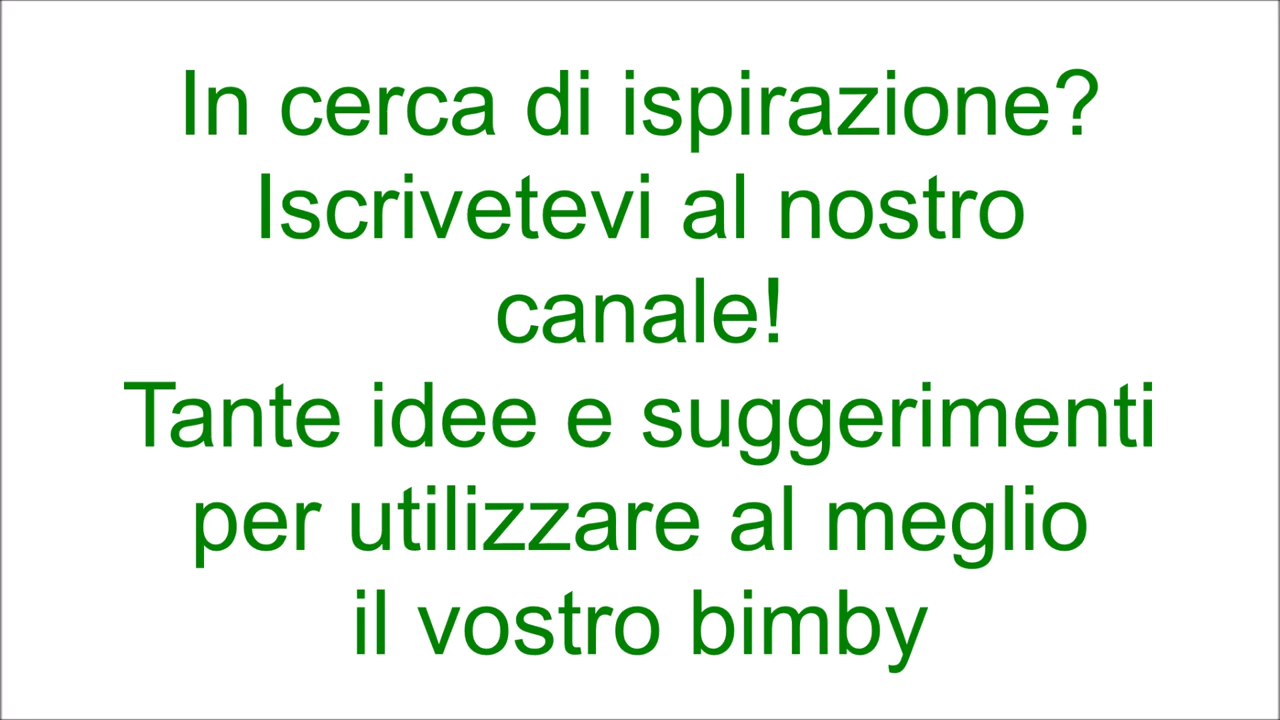 In cerca di ispirazione?
Iscrivetevi al nostro
canale!
Tante idee e suggerimenti
per utilizzare al meglio
il vostro bimby